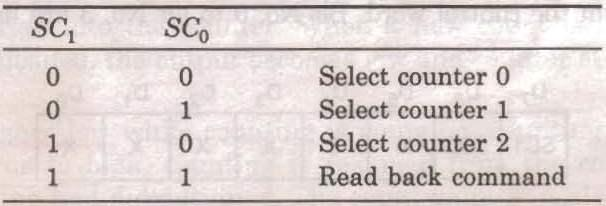 SC1 SC0
0 0 Select counter 0
0 1 Select counter 1
1 0 Select counter 2
1 1 Read back command